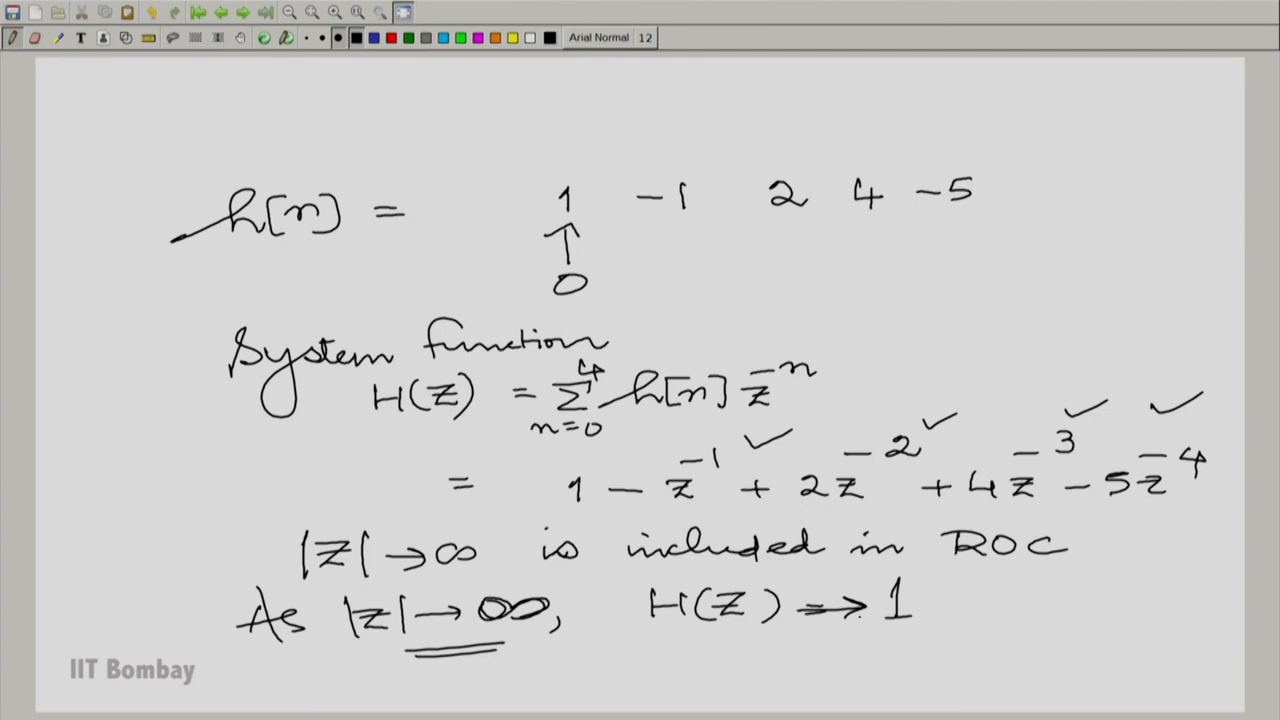 Arial Normal 12
h[n] = 1 -1 2 4 -5
↑
0
System function
H(Z) = Σ_{n=0}^{4} h[n] z^{-n}
= 1 - z^{-1} ✓ + 2z^{-2} ✓ + 4z^{-3} ✓ - 5z^{-4} ✓
|Z| → ∞ is included in ROC
As |Z| → ∞, H(Z) → 1
IIT Bombay